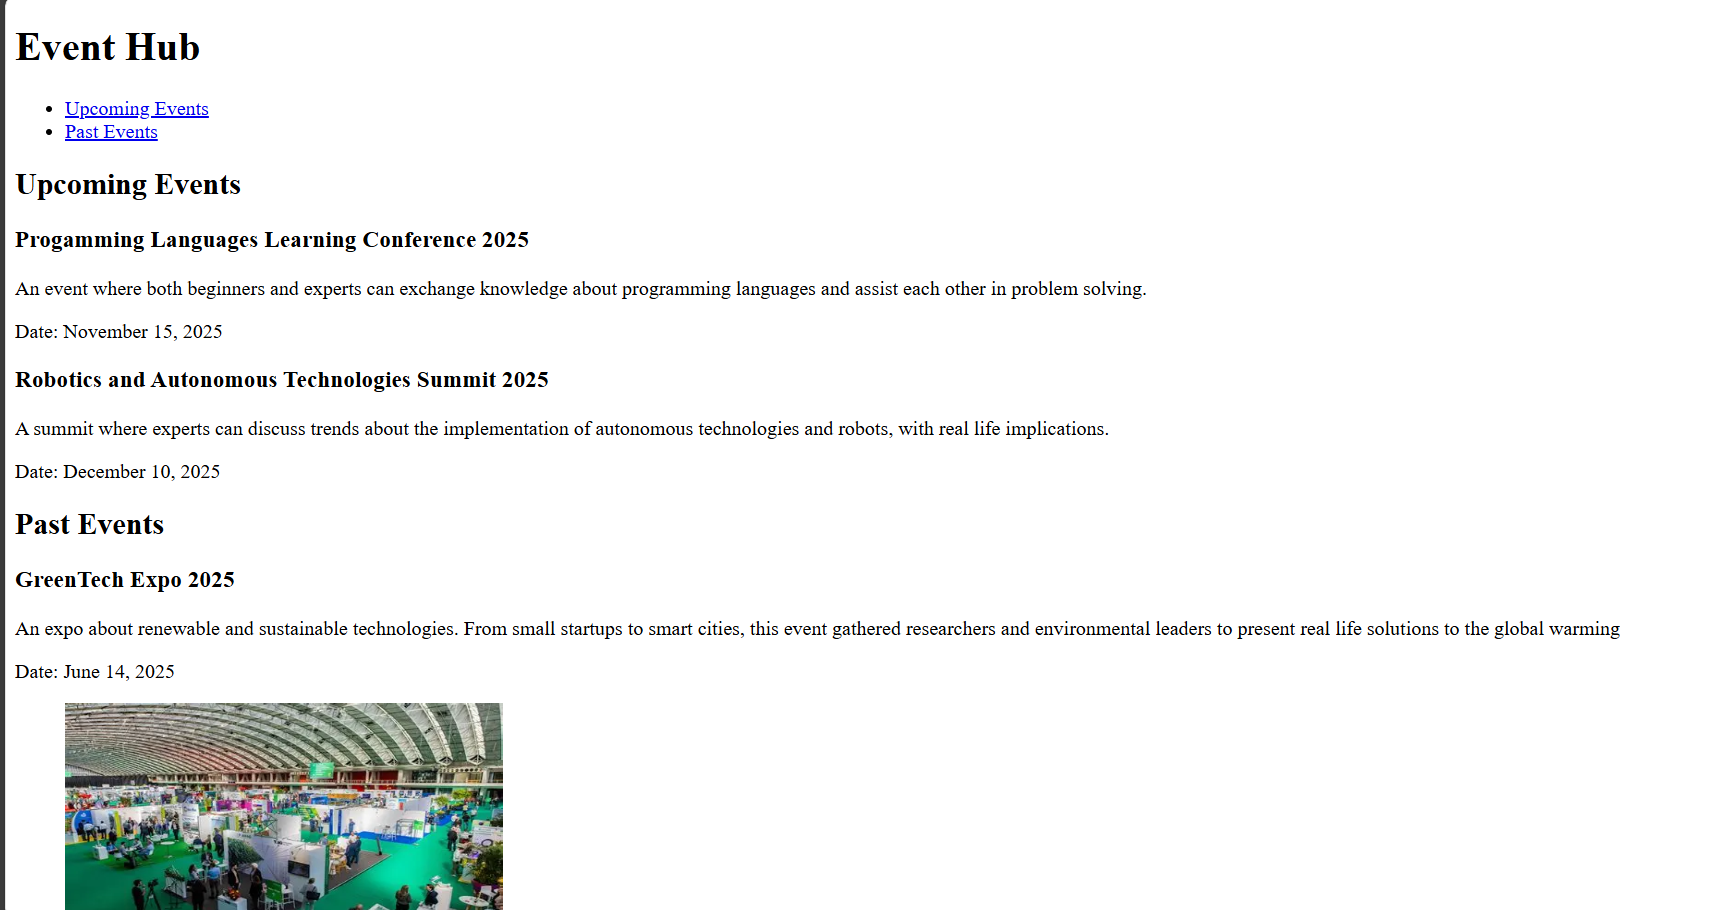 Event Hub
Upcoming Events
Past Events
Upcoming Events
Progamming Languages Learning Conference 2025
An event where both beginners and experts can exchange knowledge about programming languages and assist each other in problem solving.
Date: November 15, 2025
Robotics and Autonomous Technologies Summit 2025
A summit where experts can discuss trends about the implementation of autonomous technologies and robots, with real life implications.
Date: December 10, 2025
Past Events
GreenTech Expo 2025
An expo about renewable and sustainable technologies. From small startups to smart cities, this event gathered researchers and environmental leaders to present real life solutions to the global warming
Date: June 14, 2025